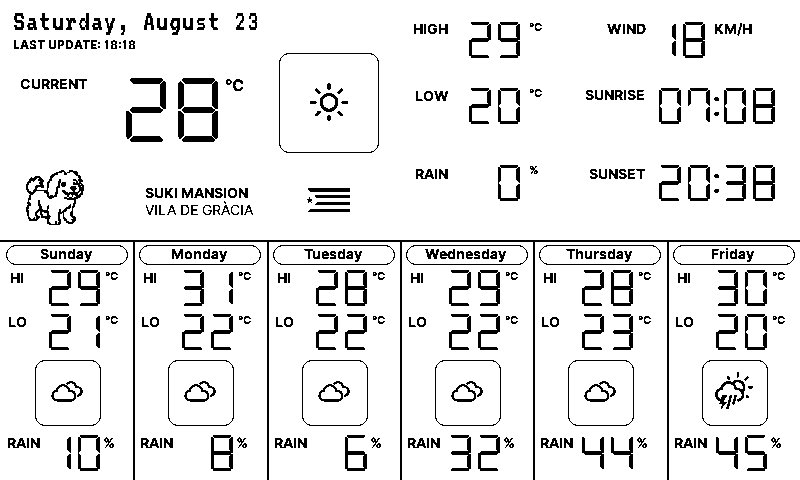 Saturday, August 23
LAST UPDATE: 18:18
CURRENT 28 °C
SUKI MANSION
VILA DE GRÀCIA
HIGH 29 °C
LOW 20 °C
RAIN 0 %
WIND 18 KM/H
SUNRISE 07:08
SUNSET 20:38
Sunday
HI 29 °C
LO 21 °C
RAIN 10 %
Monday
HI 31 °C
LO 22 °C
RAIN 8 %
Tuesday
HI 28 °C
LO 22 °C
RAIN 6 %
Wednesday
HI 29 °C
LO 22 °C
RAIN 32 %
Thursday
HI 28 °C
LO 23 °C
RAIN 44 %
Friday
HI 30 °C
LO 20 °C
RAIN 45 %